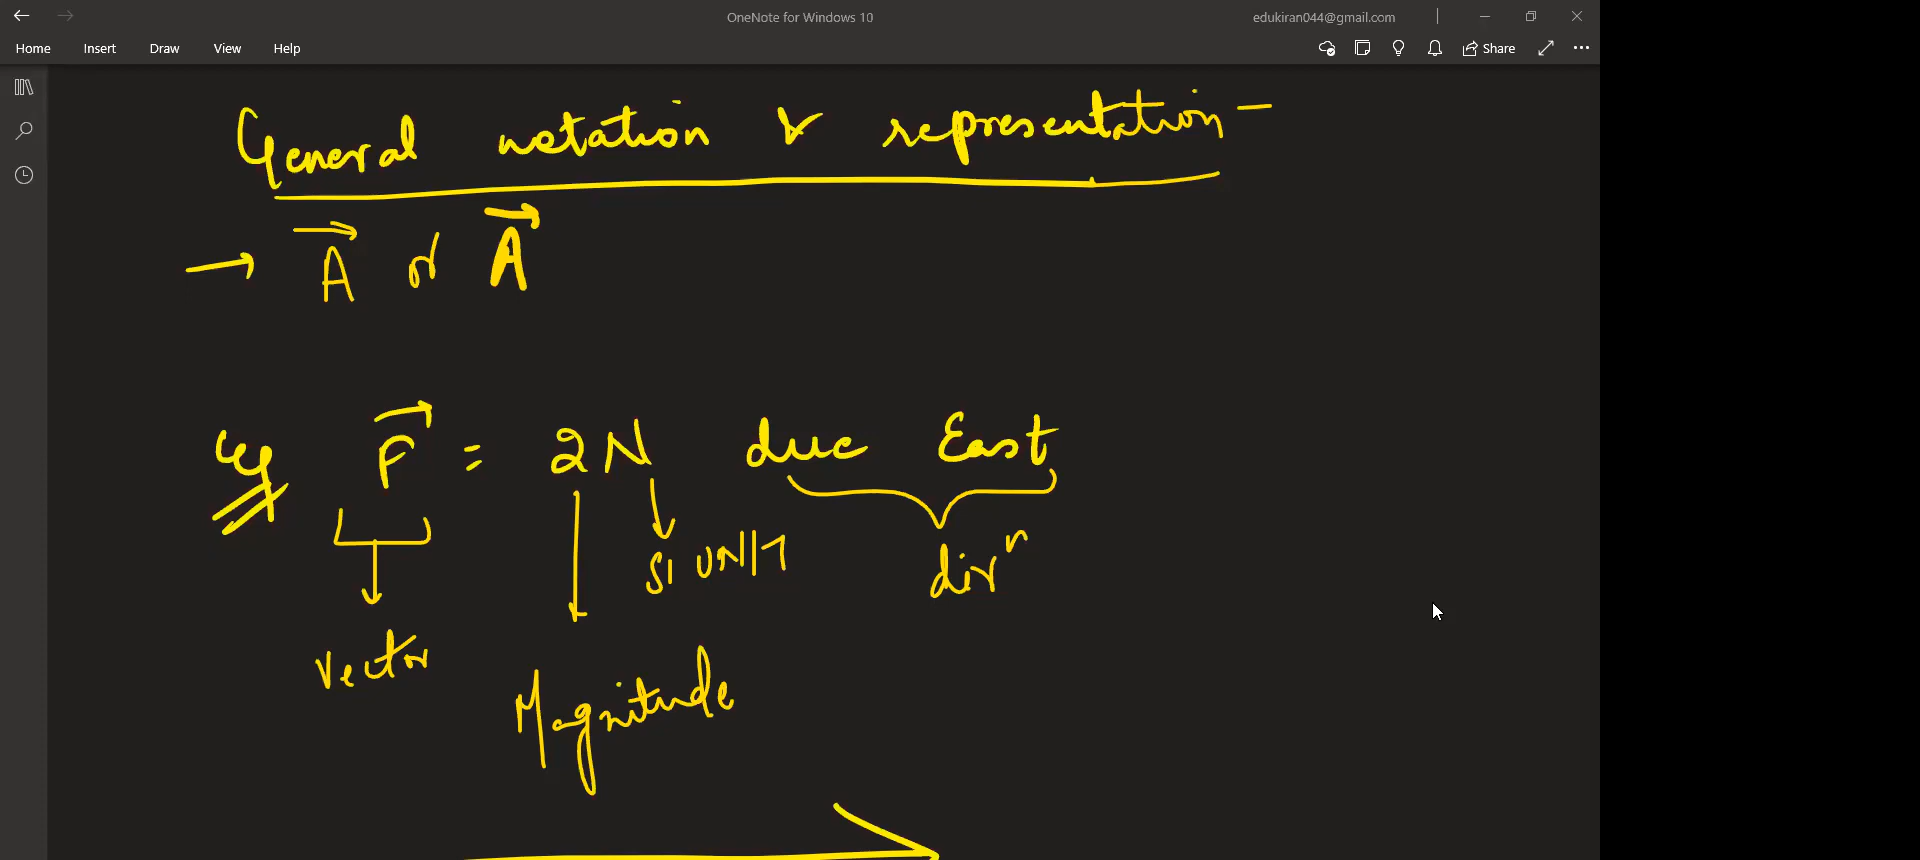 OneNote for Windows 10
edukiran044@gmail.com
Home Insert Draw View Help
Share
General notation & representation -
→ A or A
eg F = 2N due East
SI UNIT
dirⁿ
vector
Magnitude